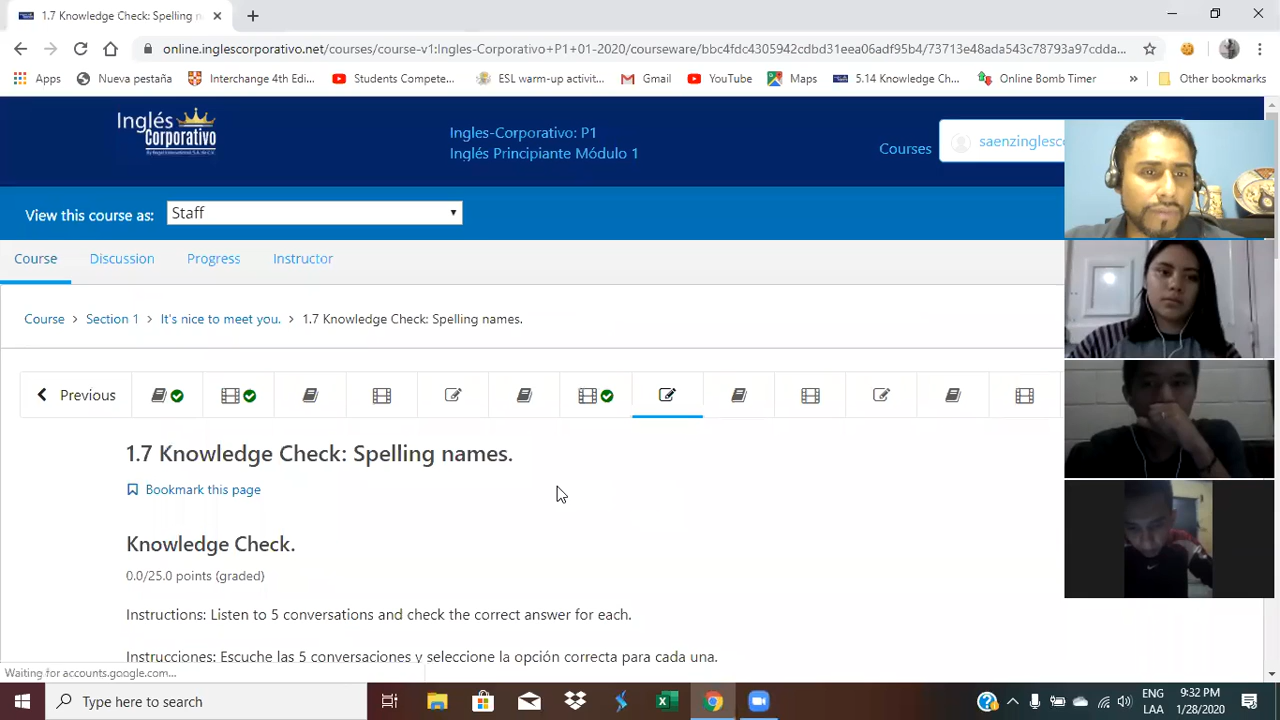 1.7 Knowledge Check: Spelling n
online.inglescorporativo.net/courses/course-v1:Ingles-Corporativo+P1+01-2020/courseware/bbc4fdc4305942cdbd31eea06adf95b4/73713e48ada543c78793a97cdda...
Apps Nueva pestaña Interchange 4th Edi... Students Compete... ESL warm-up activit... Gmail YouTube Maps 5.14 Knowledge Ch... Online Bomb Timer » Other bookmarks
Inglés
Corporativo
Ingles-Corporativo: P1
Inglés Principiante Módulo 1
Courses
saenzinglesco
View this course as: Staff
Course Discussion Progress Instructor
Course > Section 1 > It's nice to meet you. > 1.7 Knowledge Check: Spelling names.
Previous
1.7 Knowledge Check: Spelling names.
Bookmark this page
Knowledge Check.
0.0/25.0 points (graded)
Instructions: Listen to 5 conversations and check the correct answer for each.
Instrucciones: Escuche las 5 conversaciones y seleccione la opción correcta para cada una.
Waiting for accounts.google.com...
Type here to search
ENG
LAA
9:32 PM
1/28/2020